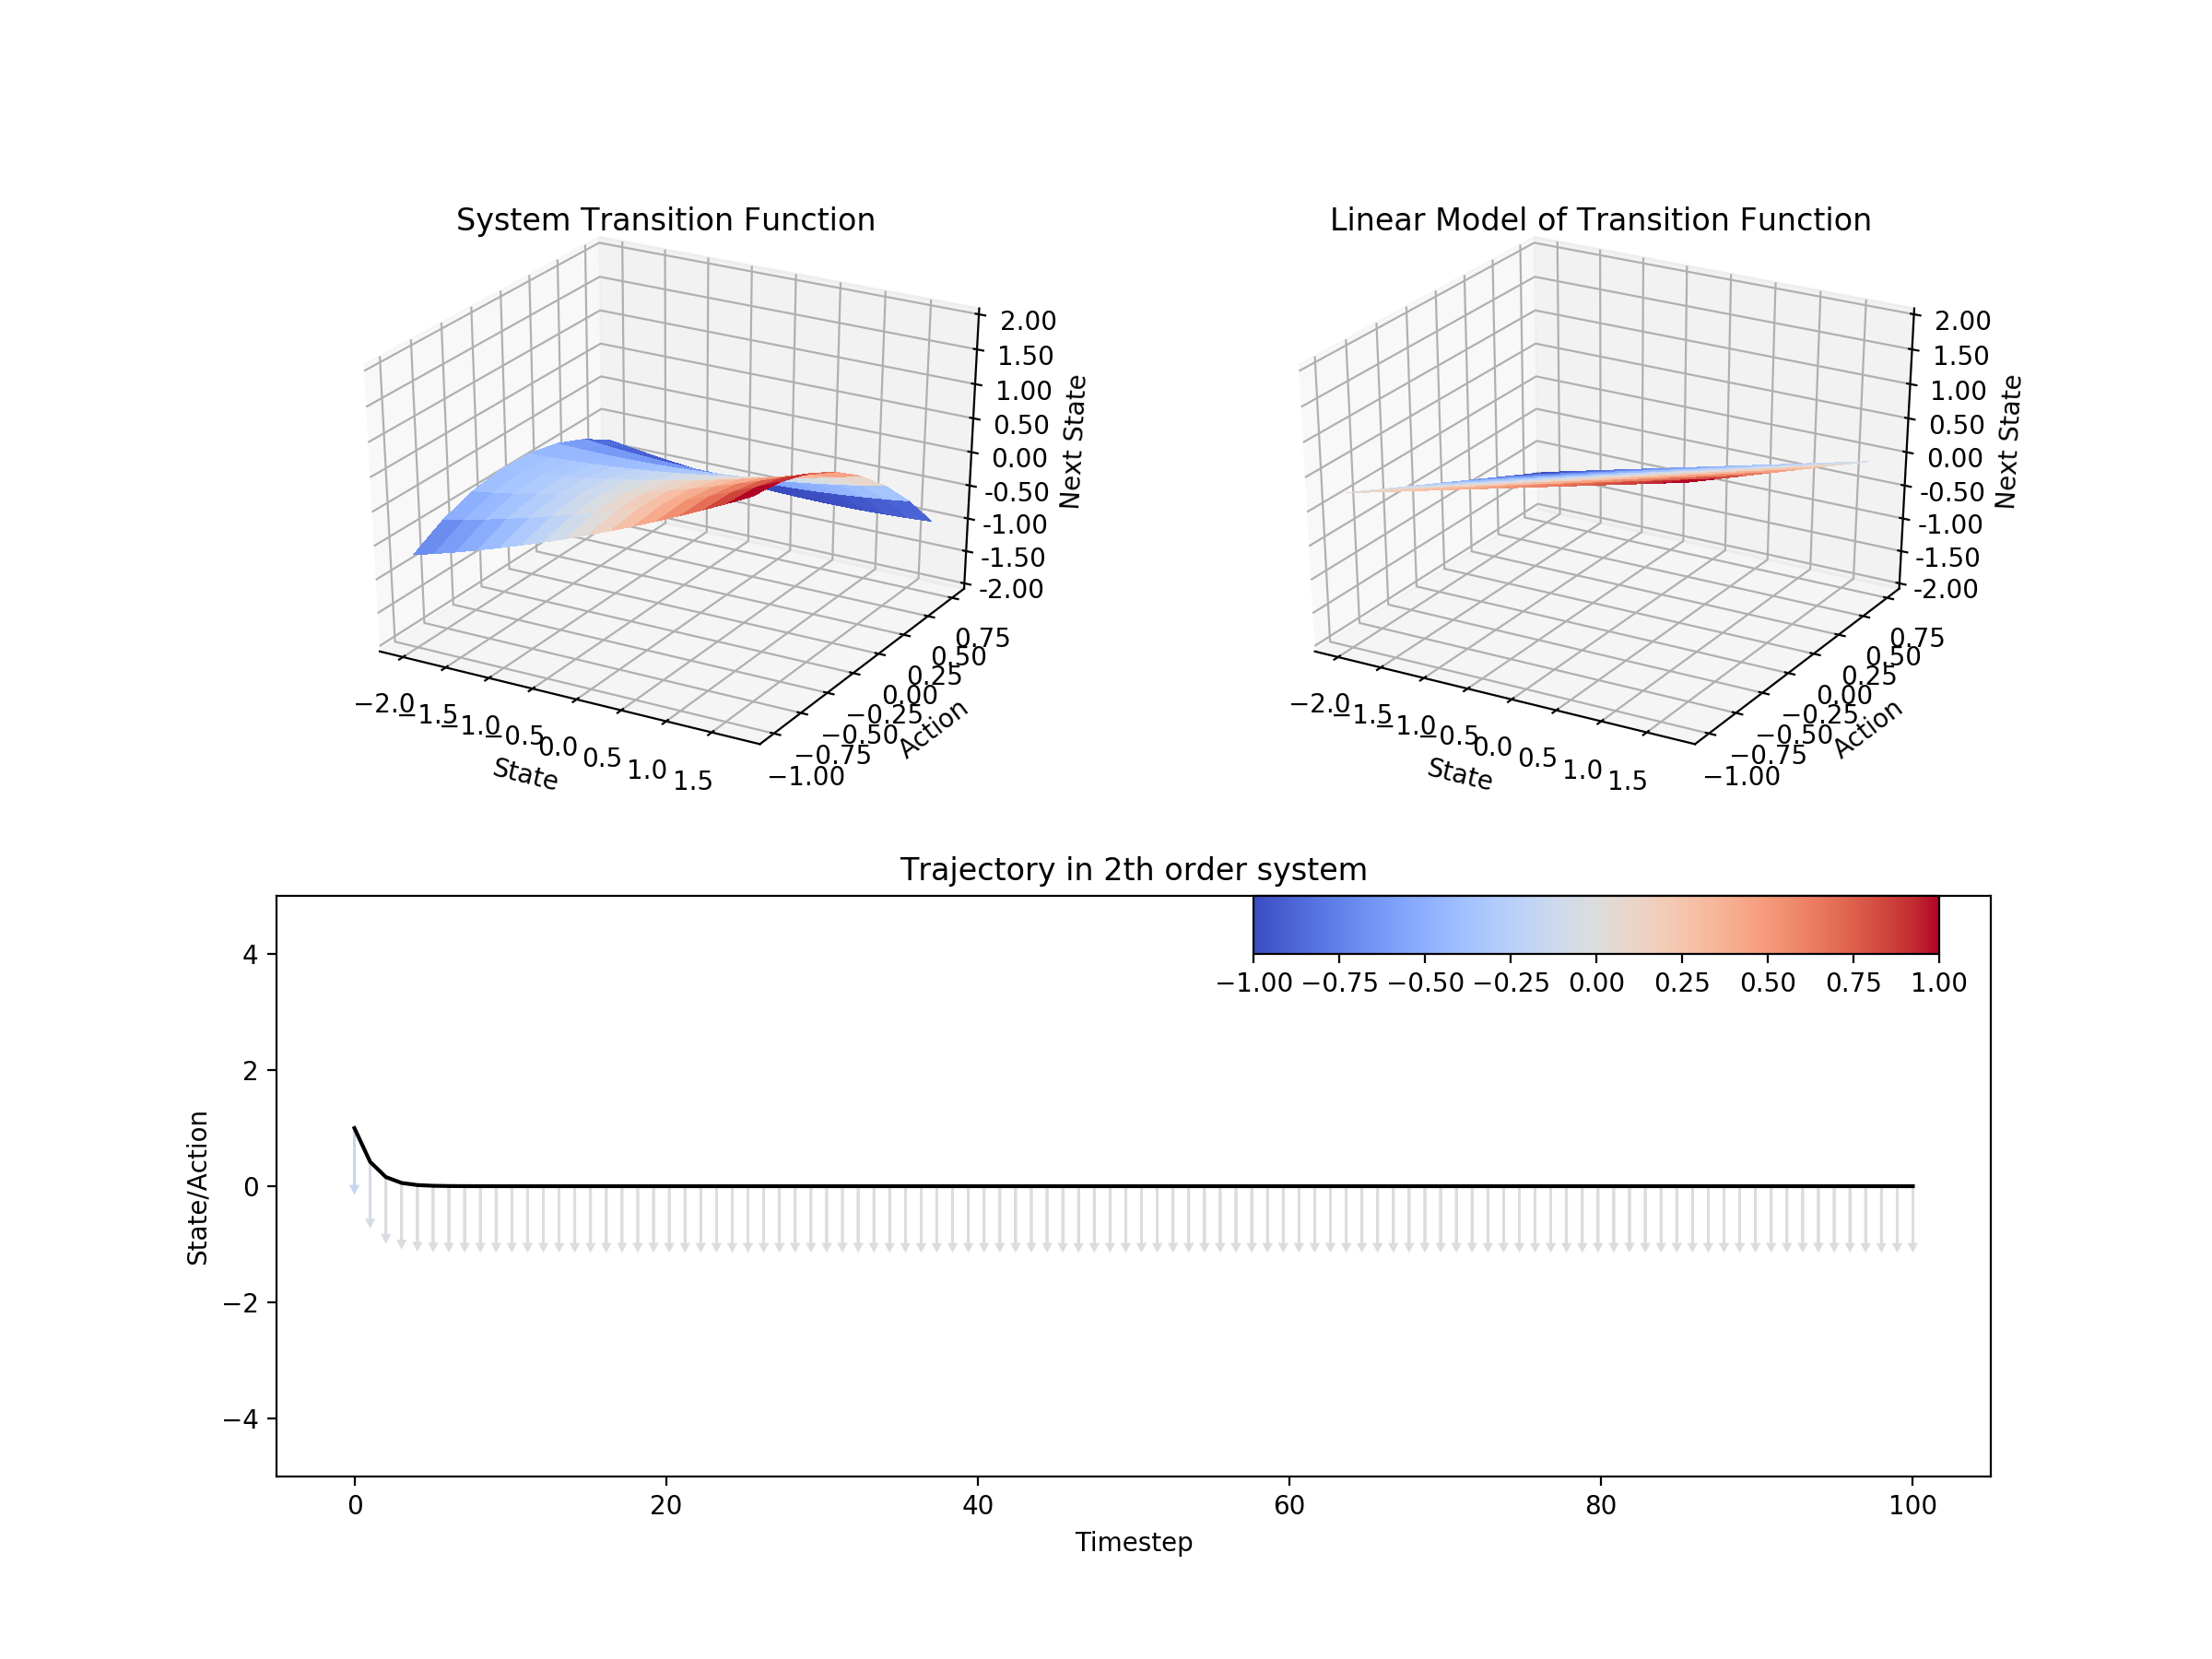 System Transition Function
2.00
1.50
1.00
0.50
0.00
-0.50
-1.00
-1.50
-2.00
Next State
0.75
0.50
0.25
0.00
−0.25
−0.50
−0.75
−1.00
Action
−2.0 −1.5 −1.0 −0.5 0.0 0.5 1.0 1.5
State
Linear Model of Transition Function
2.00
1.50
1.00
0.50
0.00
-0.50
-1.00
-1.50
-2.00
Next State
0.75
0.50
0.25
0.00
−0.25
−0.50
−0.75
−1.00
Action
−2.0 −1.5 −1.0 −0.5 0.0 0.5 1.0 1.5
State
Trajectory in 2th order system
−1.00 −0.75 −0.50 −0.25 0.00 0.25 0.50 0.75 1.00
4
2
0
−2
−4
State/Action
0 20 40 60 80 100
Timestep